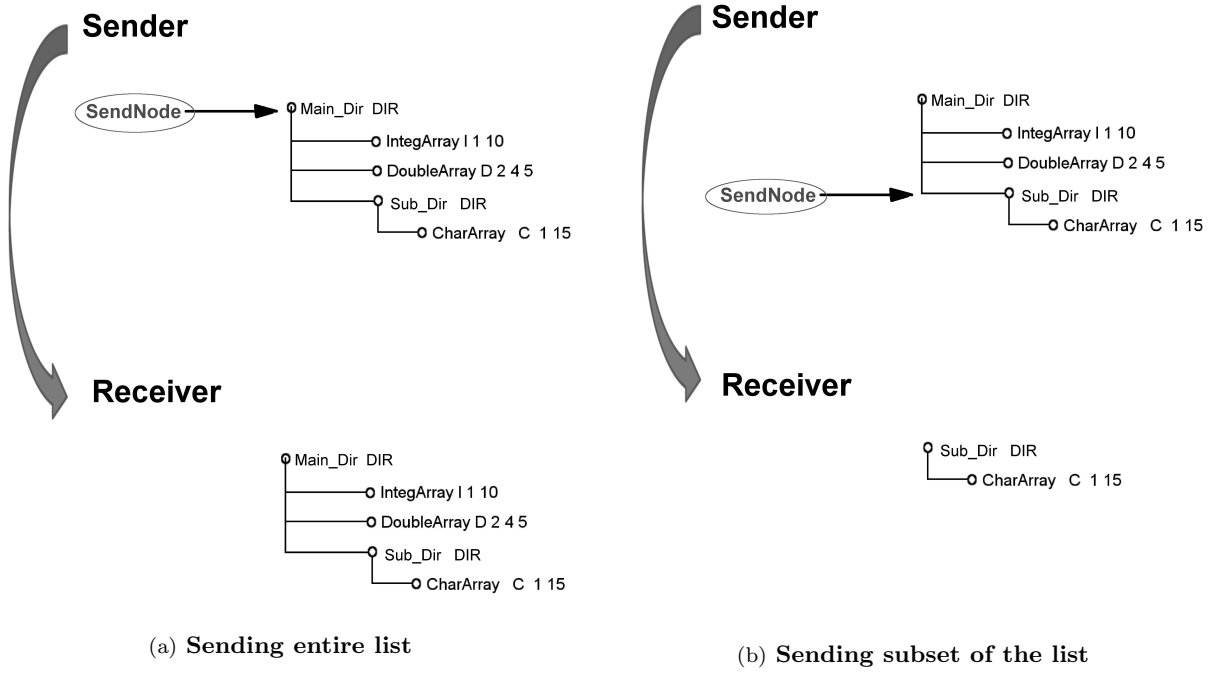 Sender
SendNode
Main_Dir DIR
IntegArray I 1 10
DoubleArray D 2 4 5
Sub_Dir DIR
CharArray C 1 15
Receiver
Main_Dir DIR
IntegArray I 1 10
DoubleArray D 2 4 5
Sub_Dir DIR
CharArray C 1 15
(a) Sending entire list
Sender
Main_Dir DIR
IntegArray I 1 10
DoubleArray D 2 4 5
SendNode
Sub_Dir DIR
CharArray C 1 15
Receiver
Sub_Dir DIR
CharArray C 1 15
(b) Sending subset of the list